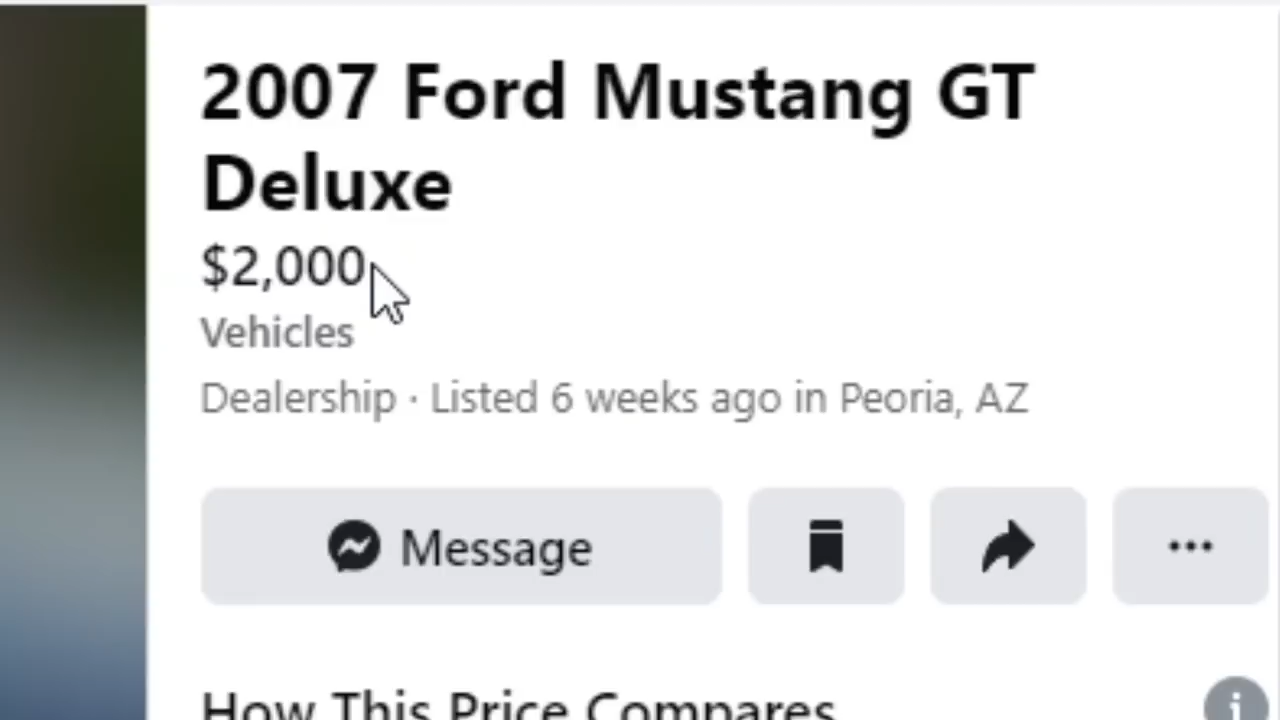 2007 Ford Mustang GT
Deluxe
$2,000
Vehicles
Dealership · Listed 6 weeks ago in Peoria, AZ
Message
How This Price Compares